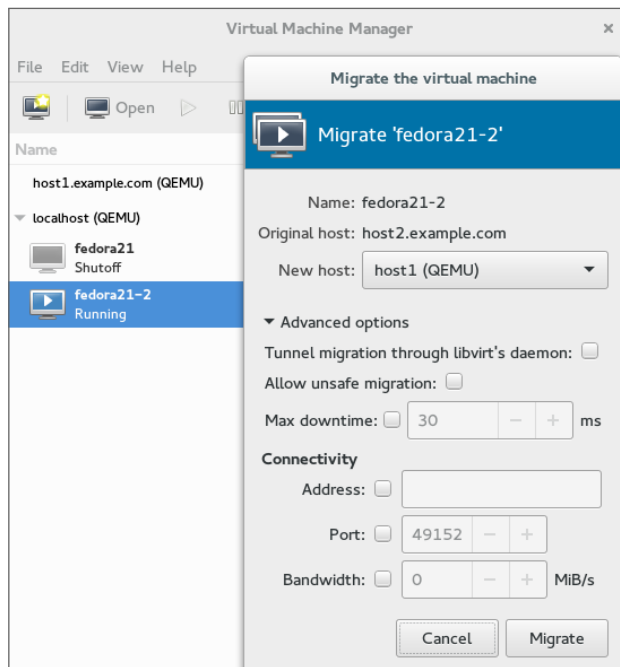 Virtual Machine Manager
File Edit View Help
Open
Name
host1.example.com (QEMU)
localhost (QEMU)
fedora21
Shutoff
fedora21-2
Running
Migrate the virtual machine
Migrate 'fedora21-2'
Name: fedora21-2
Original host: host2.example.com
New host: host1 (QEMU)
Advanced options
Tunnel migration through libvirt's daemon:
Allow unsafe migration:
Max downtime: 30 ms
Connectivity
Address:
Port: 49152
Bandwidth: 0 MiB/s
Cancel Migrate